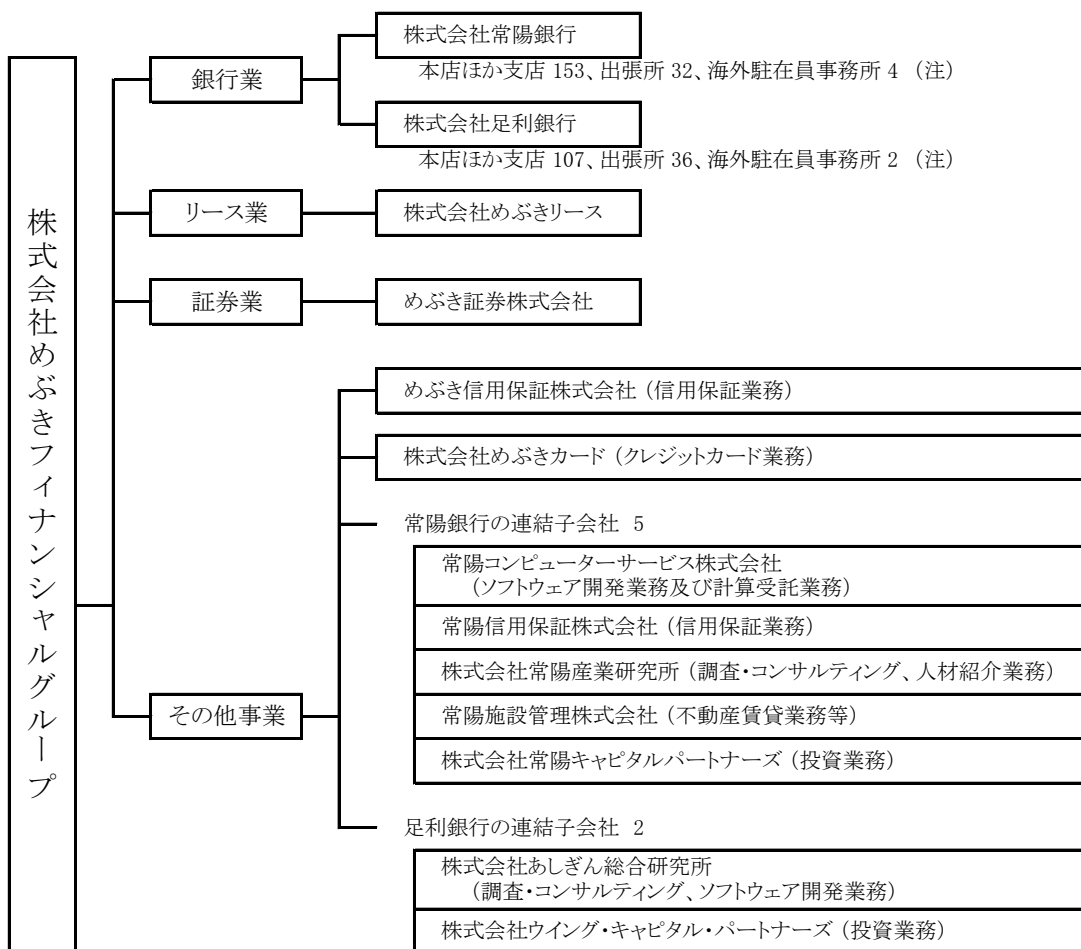 株式会社めぶきフィナンシャルグループ
銀行業
株式会社常陽銀行
本店ほか支店 153、出張所 32、海外駐在員事務所 4 （注）
株式会社足利銀行
本店ほか支店 107、出張所 36、海外駐在員事務所 2 （注）
リース業
株式会社めぶきリース
証券業
めぶき証券株式会社
その他事業
めぶき信用保証株式会社（信用保証業務）
株式会社めぶきカード（クレジットカード業務）
常陽銀行の連結子会社 5
常陽コンピューターサービス株式会社
（ソフトウェア開発業務及び計算受託業務）
常陽信用保証株式会社（信用保証業務）
株式会社常陽産業研究所（調査・コンサルティング、人材紹介業務）
常陽施設管理株式会社（不動産賃貸業務等）
株式会社常陽キャピタルパートナーズ（投資業務）
足利銀行の連結子会社 2
株式会社あしぎん総合研究所
（調査・コンサルティング、ソフトウェア開発業務）
株式会社ウイング・キャピタル・パートナーズ（投資業務）